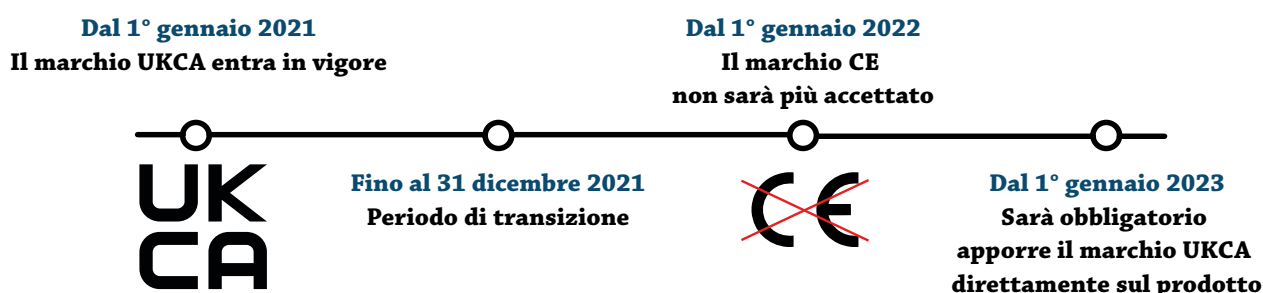 Dal 1° gennaio 2021
Il marchio UKCA entra in vigore
Dal 1° gennaio 2022
Il marchio CE
non sarà più accettato
UK
CA
Fino al 31 dicembre 2021
Periodo di transizione
CE
Dal 1° gennaio 2023
Sarà obbligatorio
apporre il marchio UKCA
direttamente sul prodotto